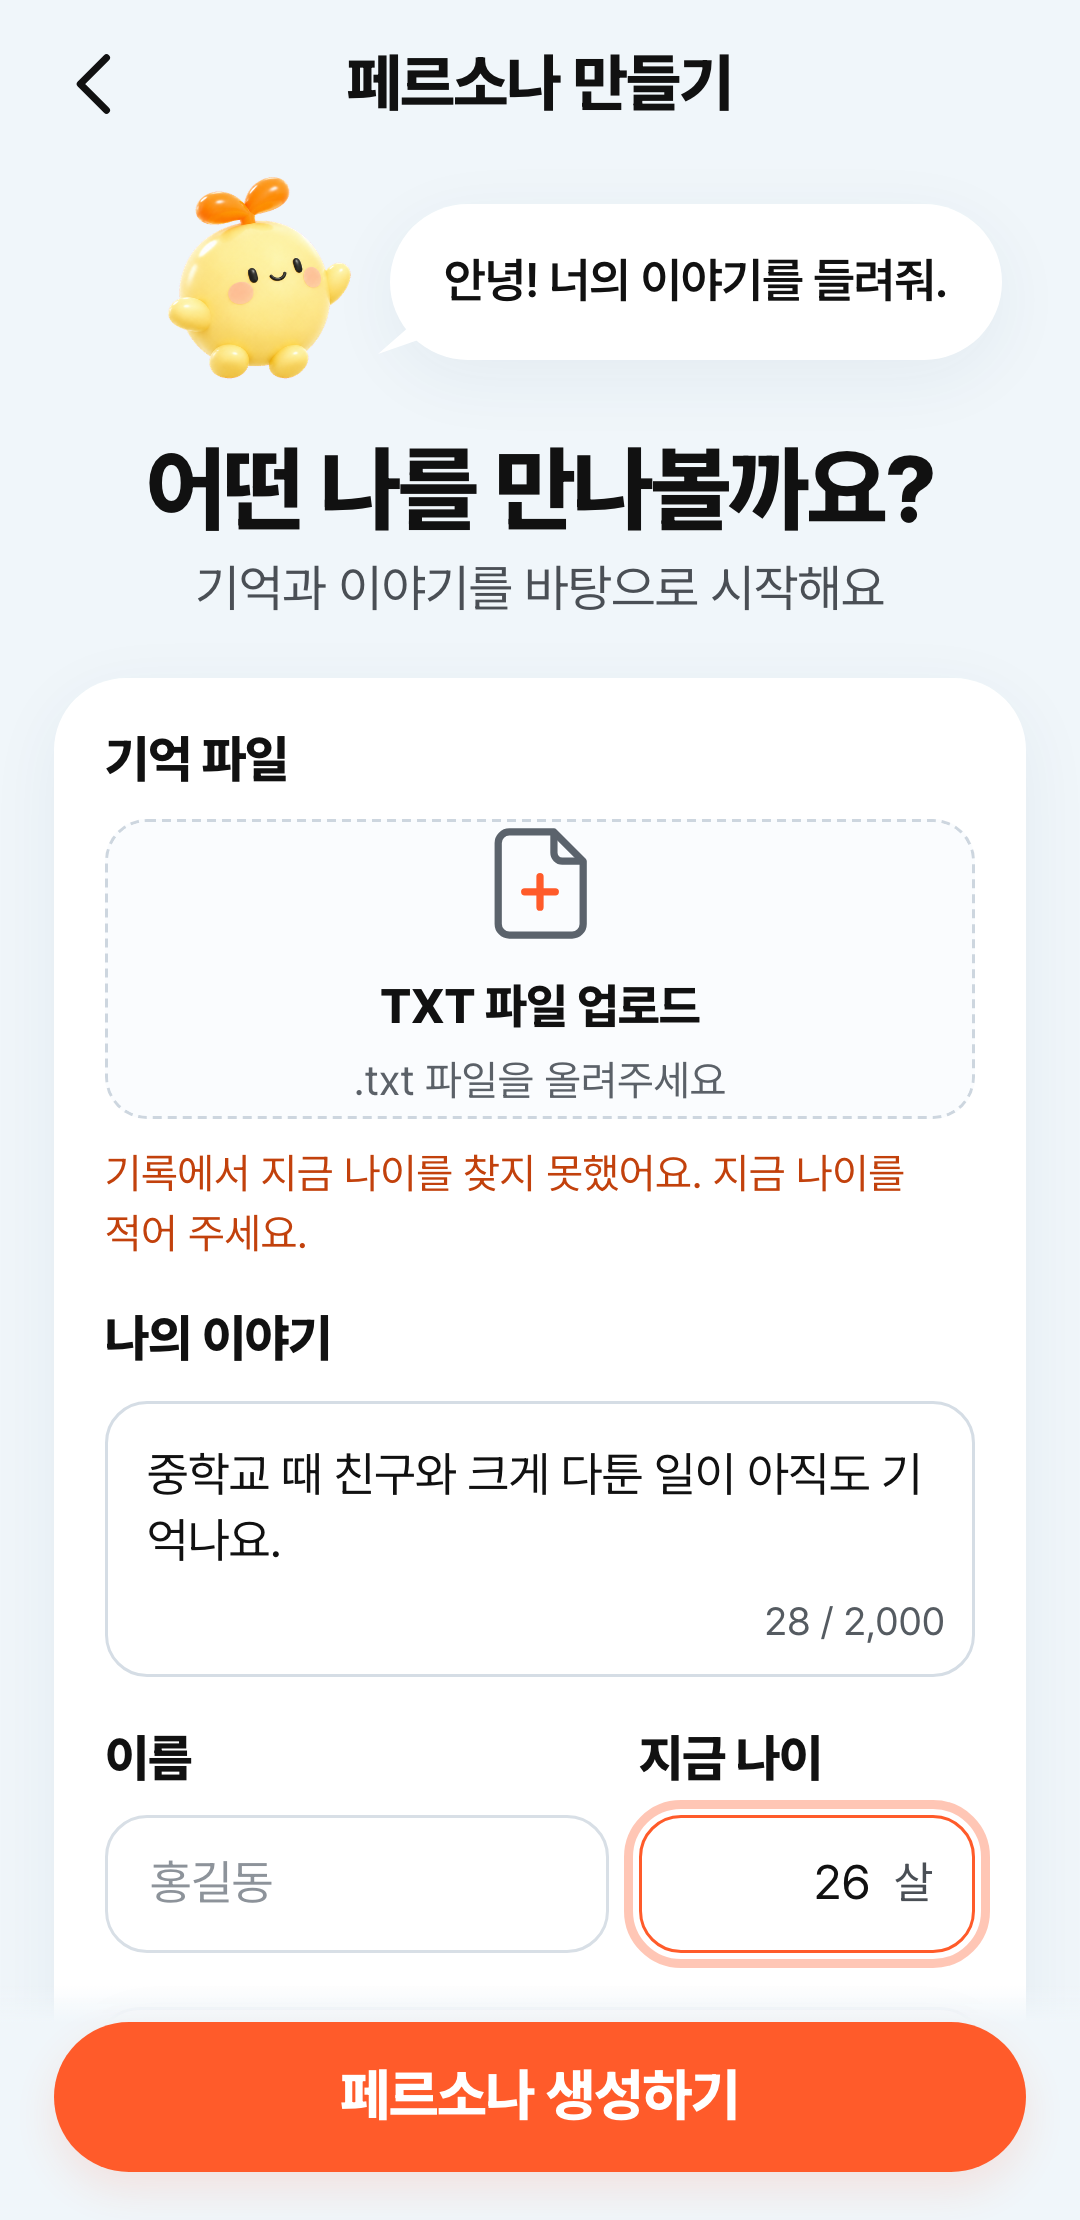 페르소나 만들기
안녕! 너의 이야기를 들려줘.
어떤 나를 만나볼까요?
기억과 이야기를 바탕으로 시작해요
기억 파일
TXT 파일 업로드
.txt 파일을 올려주세요
기록에서 지금 나이를 찾지 못했어요. 지금 나이를
적어 주세요.
나의 이야기
중학교 때 친구와 크게 다툰 일이 아직도 기
억나요.
28 / 2,000
이름
지금 나이
홍길동
26 살
페르소나 생성하기